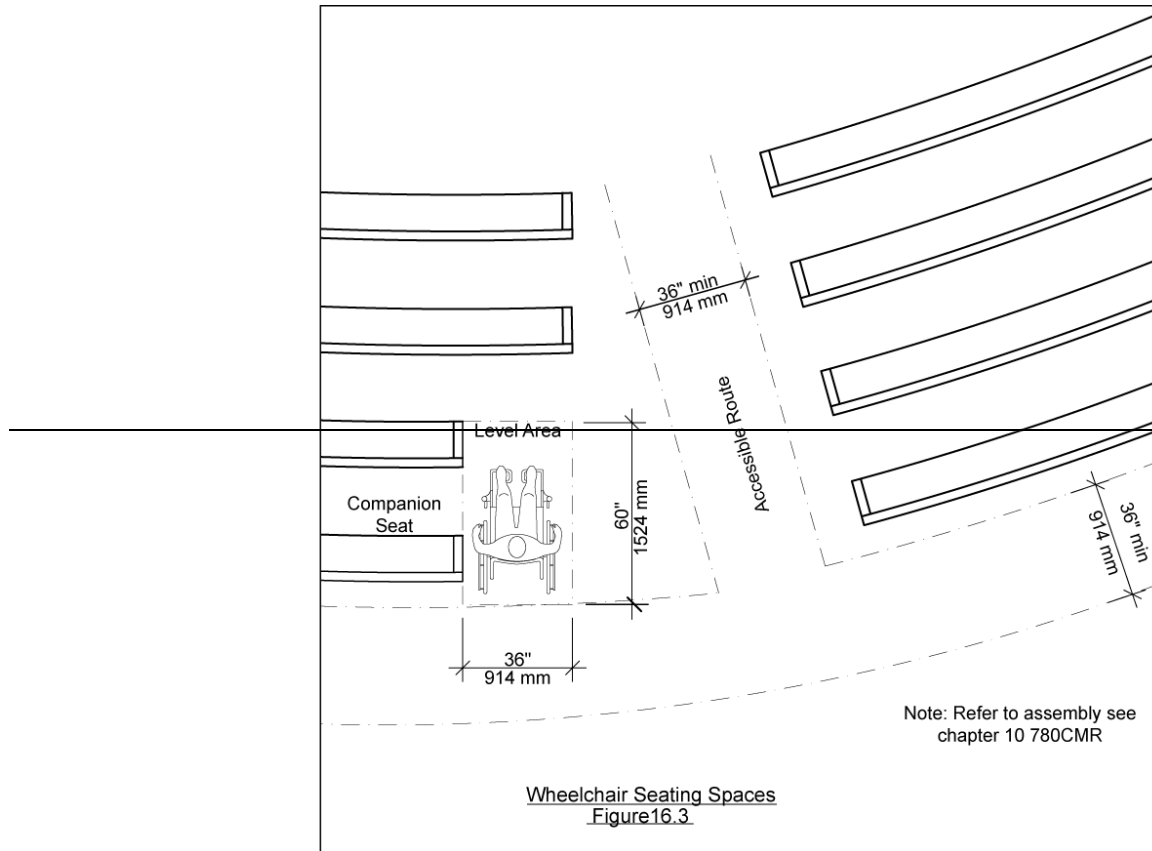 36" min
914 mm
Accessible Route
Level Area
Companion
Seat
60"
1524 mm
36" min
914 mm
36"
914 mm
Note: Refer to assembly see
chapter 10 780CMR
Wheelchair Seating Spaces
Figure16.3